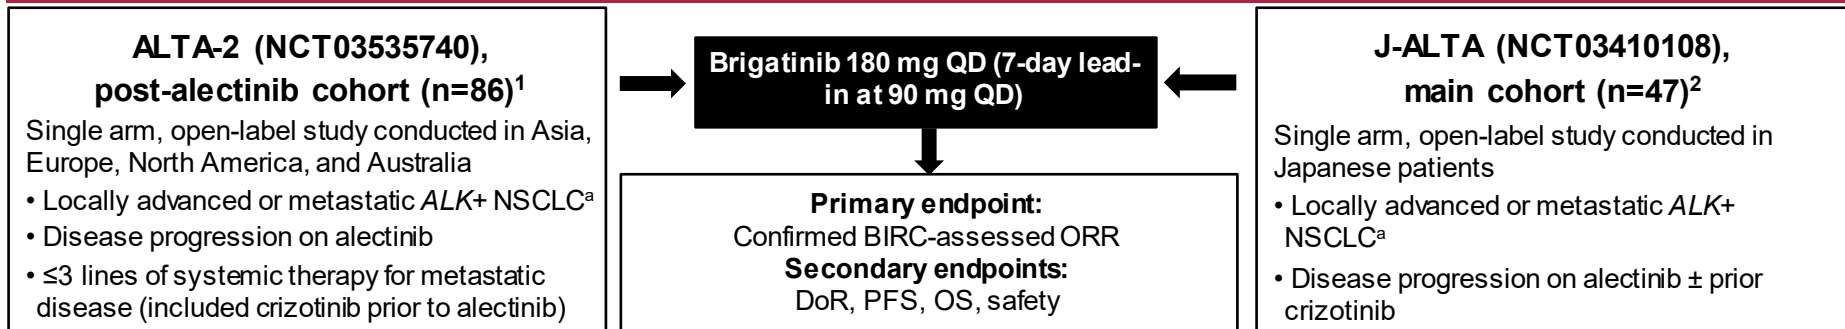 ALTA-2 (NCT03535740),
post-alectinib cohort (n=86)1
Single arm, open-label study conducted in Asia,
Europe, North America, and Australia
• Locally advanced or metastatic ALK+ NSCLCa
• Disease progression on alectinib
• ≤3 lines of systemic therapy for metastatic
disease (included crizotinib prior to alectinib)
Brigatinib 180 mg QD (7-day lead-
in at 90 mg QD)
Primary endpoint:
Confirmed BIRC-assessed ORR
Secondary endpoints:
DoR, PFS, OS, safety
J-ALTA (NCT03410108),
main cohort (n=47)2
Single arm, open-label study conducted in
Japanese patients
• Locally advanced or metastatic ALK+
NSCLCa
• Disease progression on alectinib ± prior
crizotinib